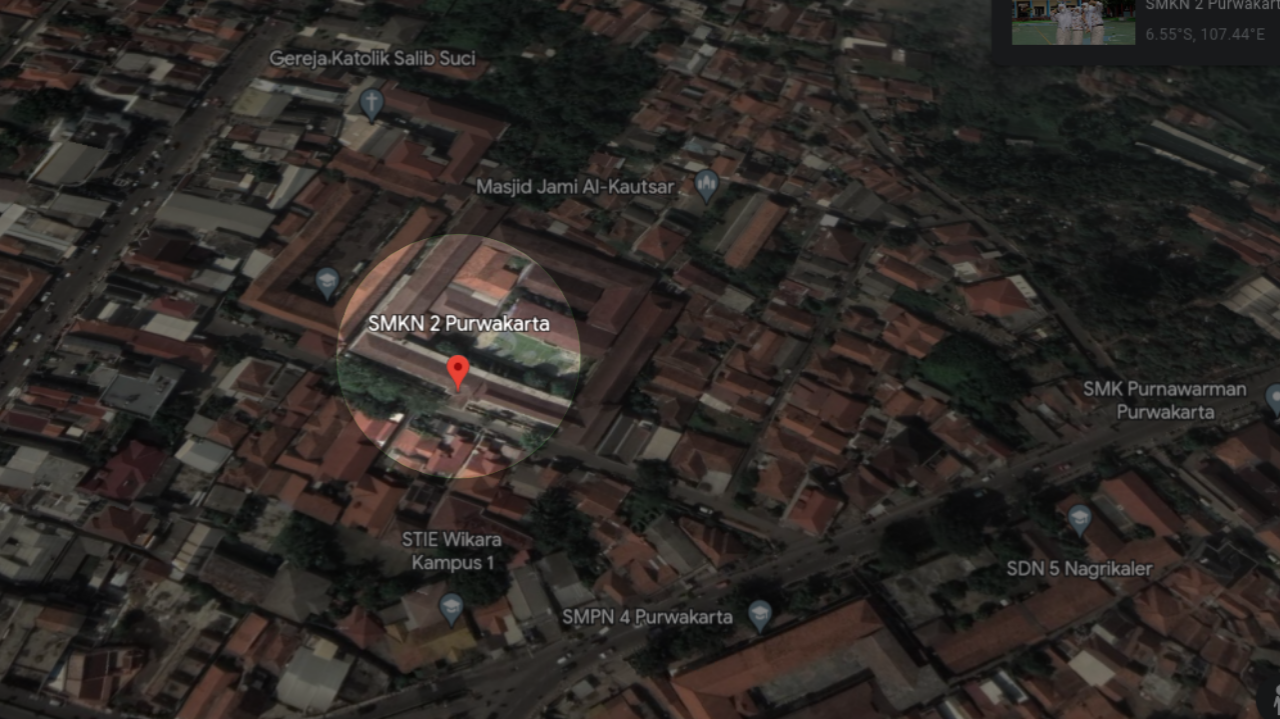 SMKN 2 Purwakart
6.55°S, 107.44°E
Gereja Katolik Salib Suci
Masjid Jami Al-Kautsar
SMKN 2 Purwakarta
SMK Purnawarman
Purwakarta
STIE Wikara
Kampus 1
SDN 5 Nagrikaler
SMPN 4 Purwakarta